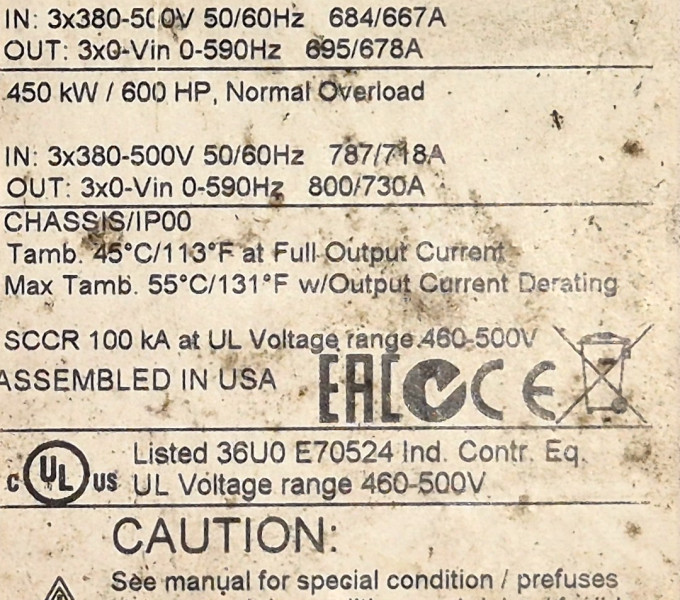 IN: 3x380-500V 50/60Hz 684/667A
OUT: 3x0-Vin 0-590Hz 695/678A
450 kW / 600 HP, Normal Overload
IN: 3x380-500V 50/60Hz 787/718A
OUT: 3x0-Vin 0-590Hz 800/730A
CHASSIS/IP00
Tamb. 45°C/113°F at Full Output Current
Max Tamb. 55°C/131°F w/Output Current Derating
SCCR 100 kA at UL Voltage range 460-500V
ASSEMBLED IN USA EAC CE
c UL US Listed 36U0 E70524 Ind. Contr. Eq.
UL Voltage range 460-500V
CAUTION:
See manual for special condition / prefuses